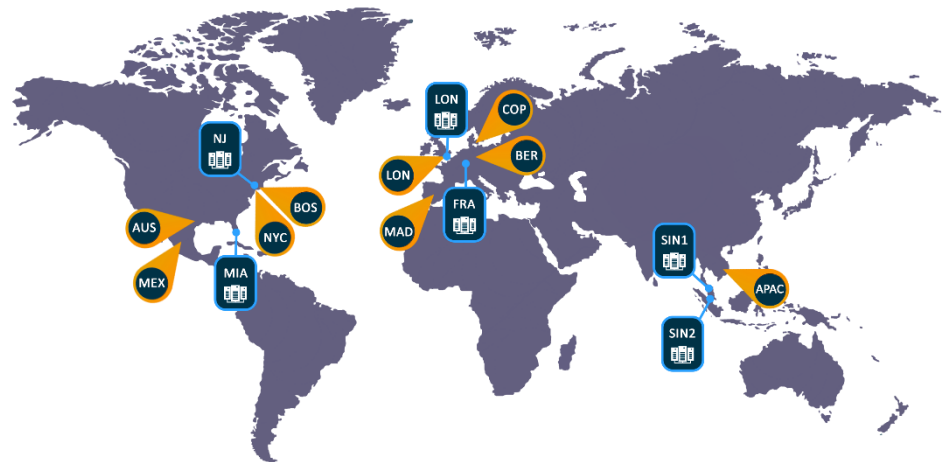 LON
COP
NJ
BER
LON
BOS
FRA
AUS
MAD
NYC
SIN1
MIA
MEX
APAC
SIN2